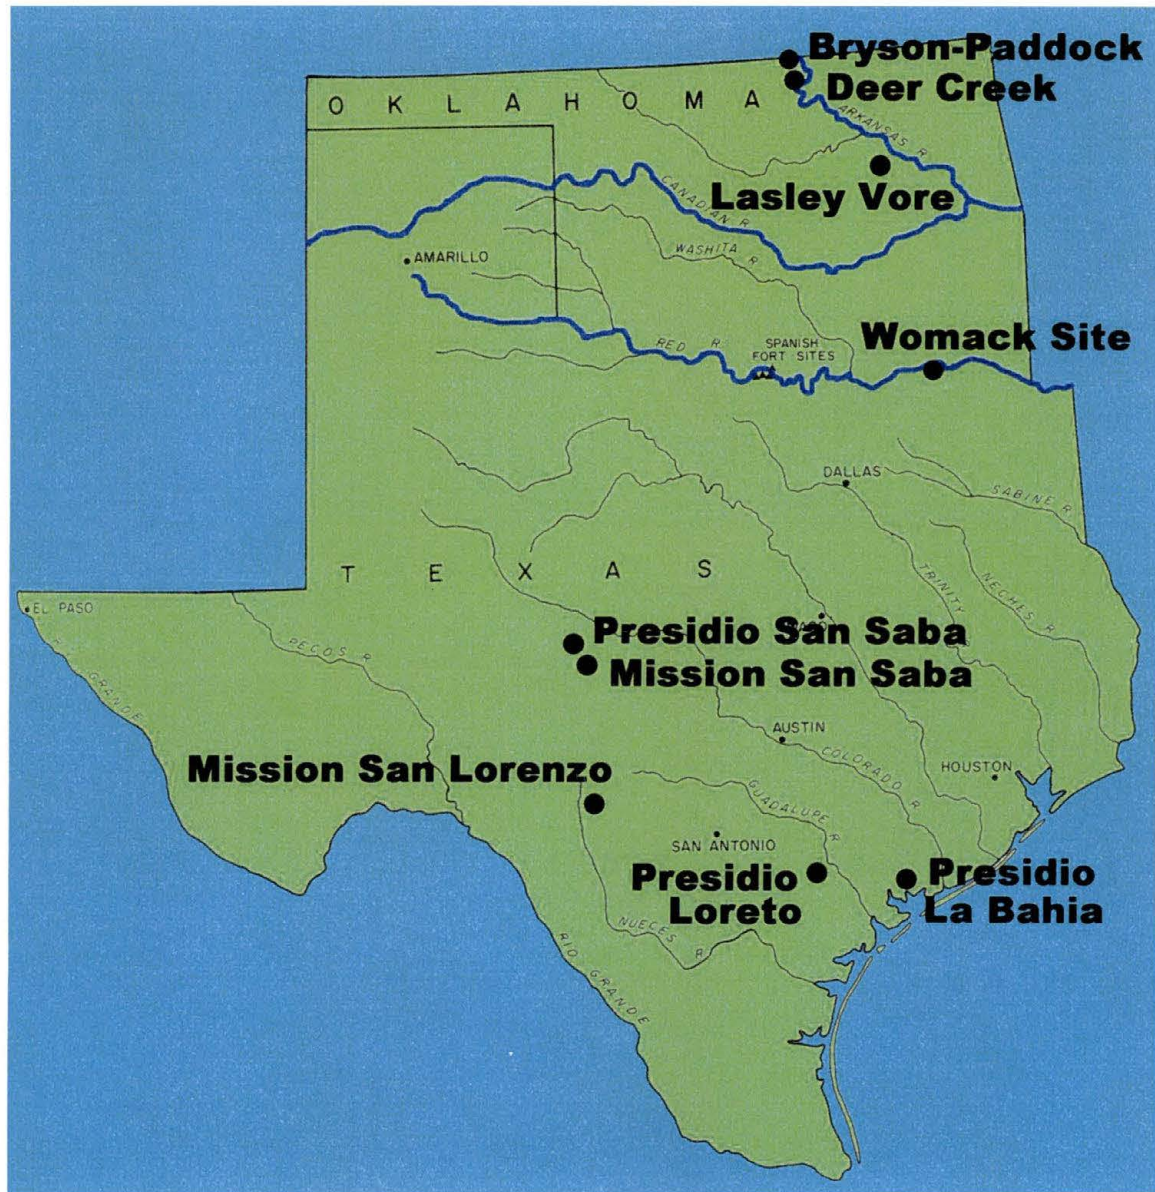 Bryson-Paddock
Deer Creek
OKLAHOMA
ARKANSAS R.
Lasley Vore
CANADIAN R.
WASHITA R.
AMARILLO
Womack Site
RED R.
SPANISH
FORT SITES
DALLAS
SABINE R.
TEXAS
TRINITY
NECHES R.
EL PASO
PECOS R.
Presidio San Saba
Mission San Saba
GRANDE
AUSTIN
COLORADO R.
HOUSTON
Mission San Lorenzo
GUADALUPE R.
SAN ANTONIO
Presidio
Loreto
Presidio
La Bahia
NUECES R.
RIO GRANDE